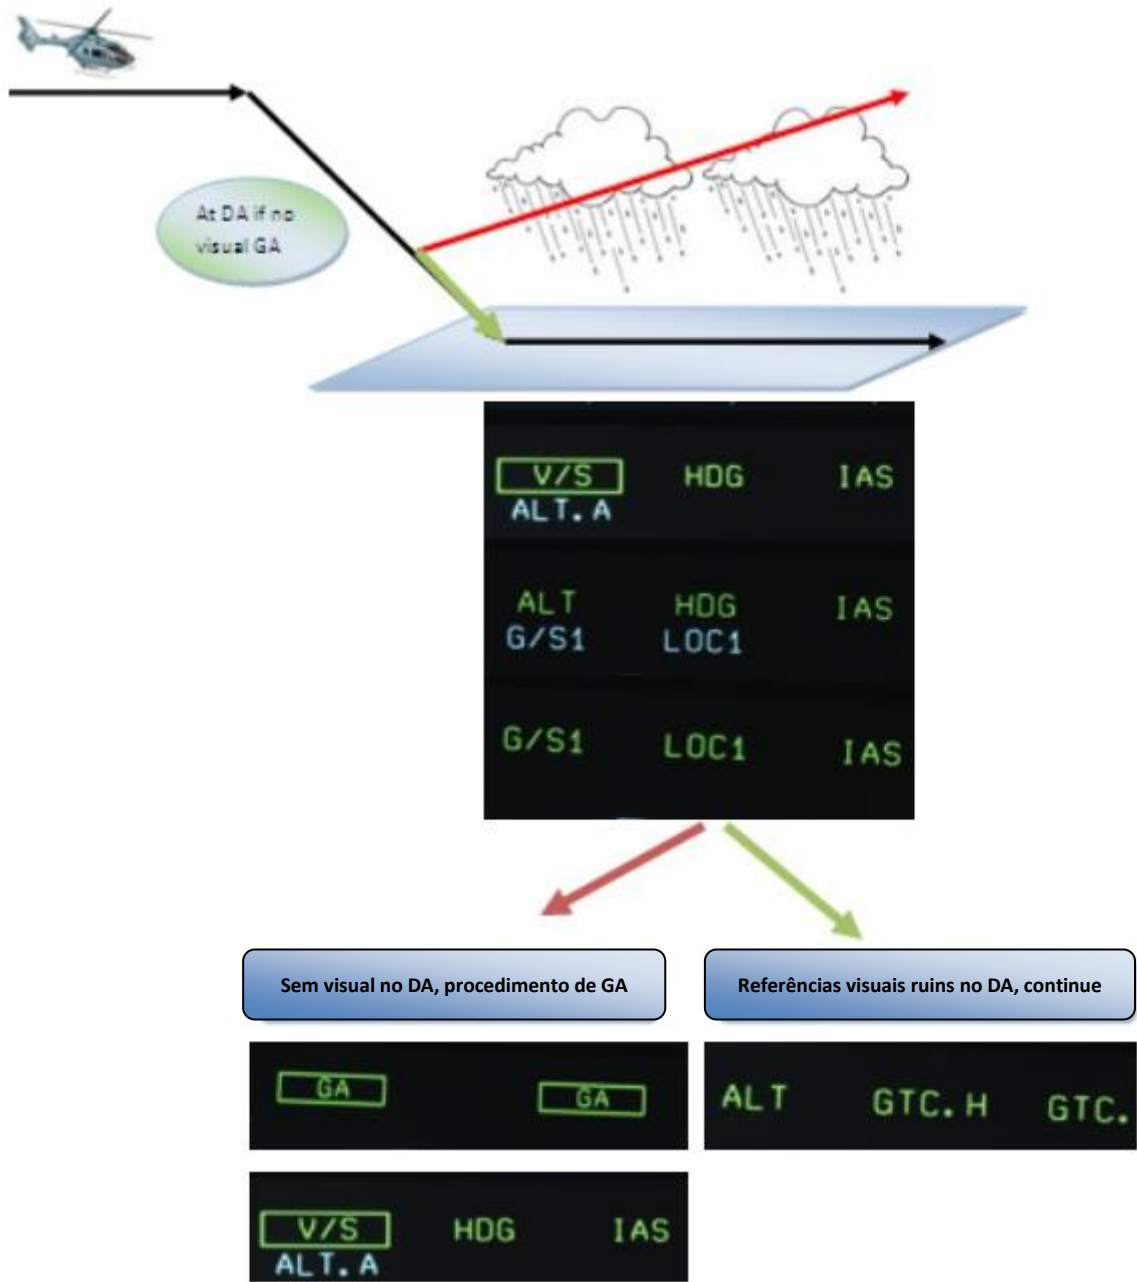 At DA if no
visual GA
V/S HDG IAS
ALT.A
ALT HDG IAS
G/S1 LOC1
G/S1 LOC1 IAS
Sem visual no DA, procedimento de GA
Referências visuais ruins no DA, continue
GA GA
ALT GTC.H GTC.
V/S HDG IAS
ALT.A